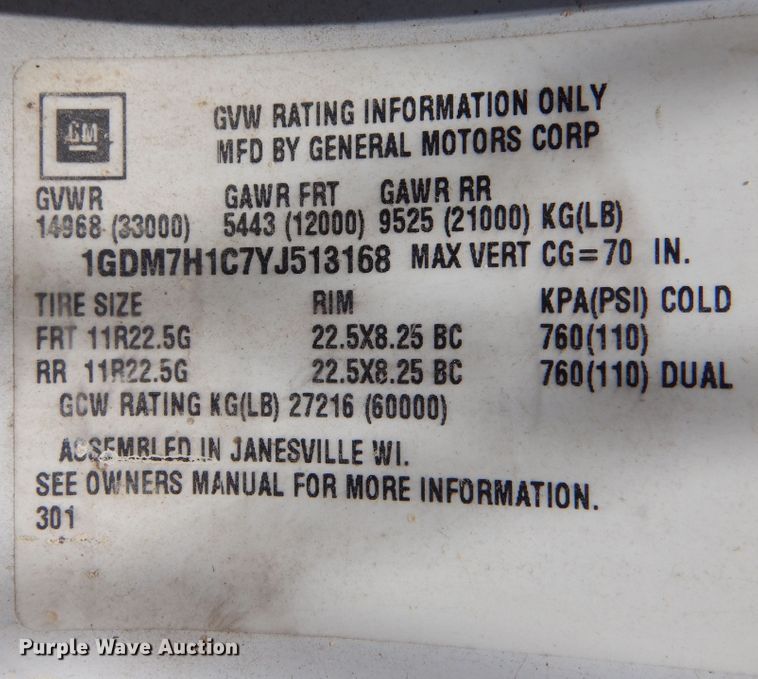 GM
GVW RATING INFORMATION ONLY
MFD BY GENERAL MOTORS CORP
GVWR GAWR FRT GAWR RR
14968 (33000) 5443 (12000) 9525 (21000) KG(LB)
1GDM7H1C7YJ513168 MAX VERT CG=70 IN.
TIRE SIZE RIM KPA(PSI) COLD
FRT 11R22.5G 22.5X8.25 BC 760(110)
RR 11R22.5G 22.5X8.25 BC 760(110) DUAL
GCW RATING KG(LB) 27216 (60000)
ASSEMBLED IN JANESVILLE WI.
SEE OWNERS MANUAL FOR MORE INFORMATION.
301
Purple Wave Auction